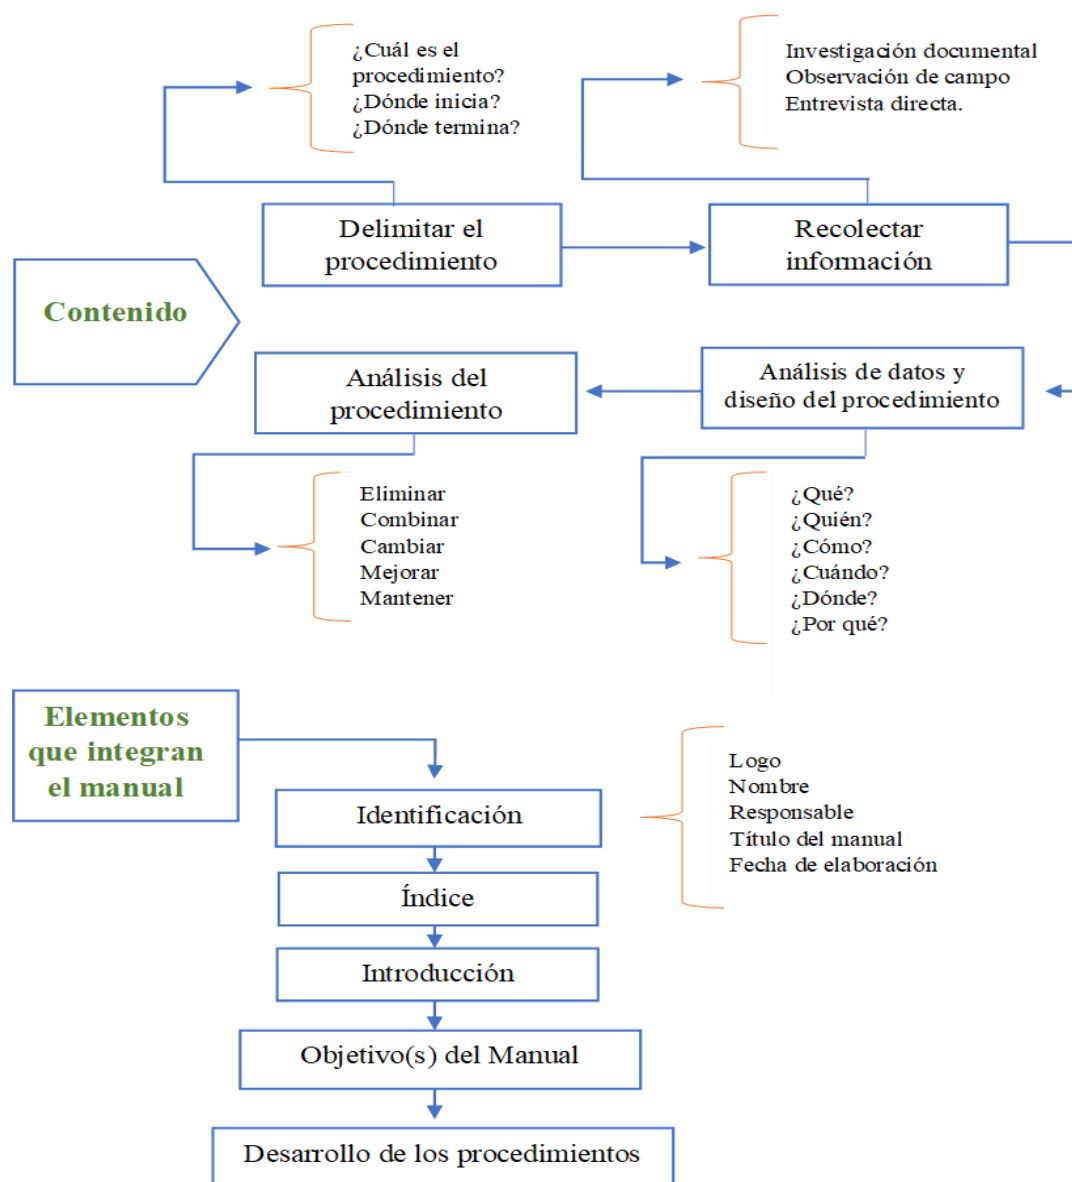 ¿Cuál es el
procedimiento?
¿Dónde inicia?
¿Dónde termina?
Investigación documental
Observación de campo
Entrevista directa.
Delimitar el
procedimiento
Recolectar
información
Contenido
Análisis del
procedimiento
Análisis de datos y
diseño del procedimiento
Eliminar
Combinar
Cambiar
Mejorar
Mantener
¿Qué?
¿Quién?
¿Cómo?
¿Cuándo?
¿Dónde?
¿Por qué?
Elementos
que integran
el manual
Logo
Nombre
Responsable
Título del manual
Fecha de elaboración
Identificación
Índice
Introducción
Objetivo(s) del Manual
Desarrollo de los procedimientos